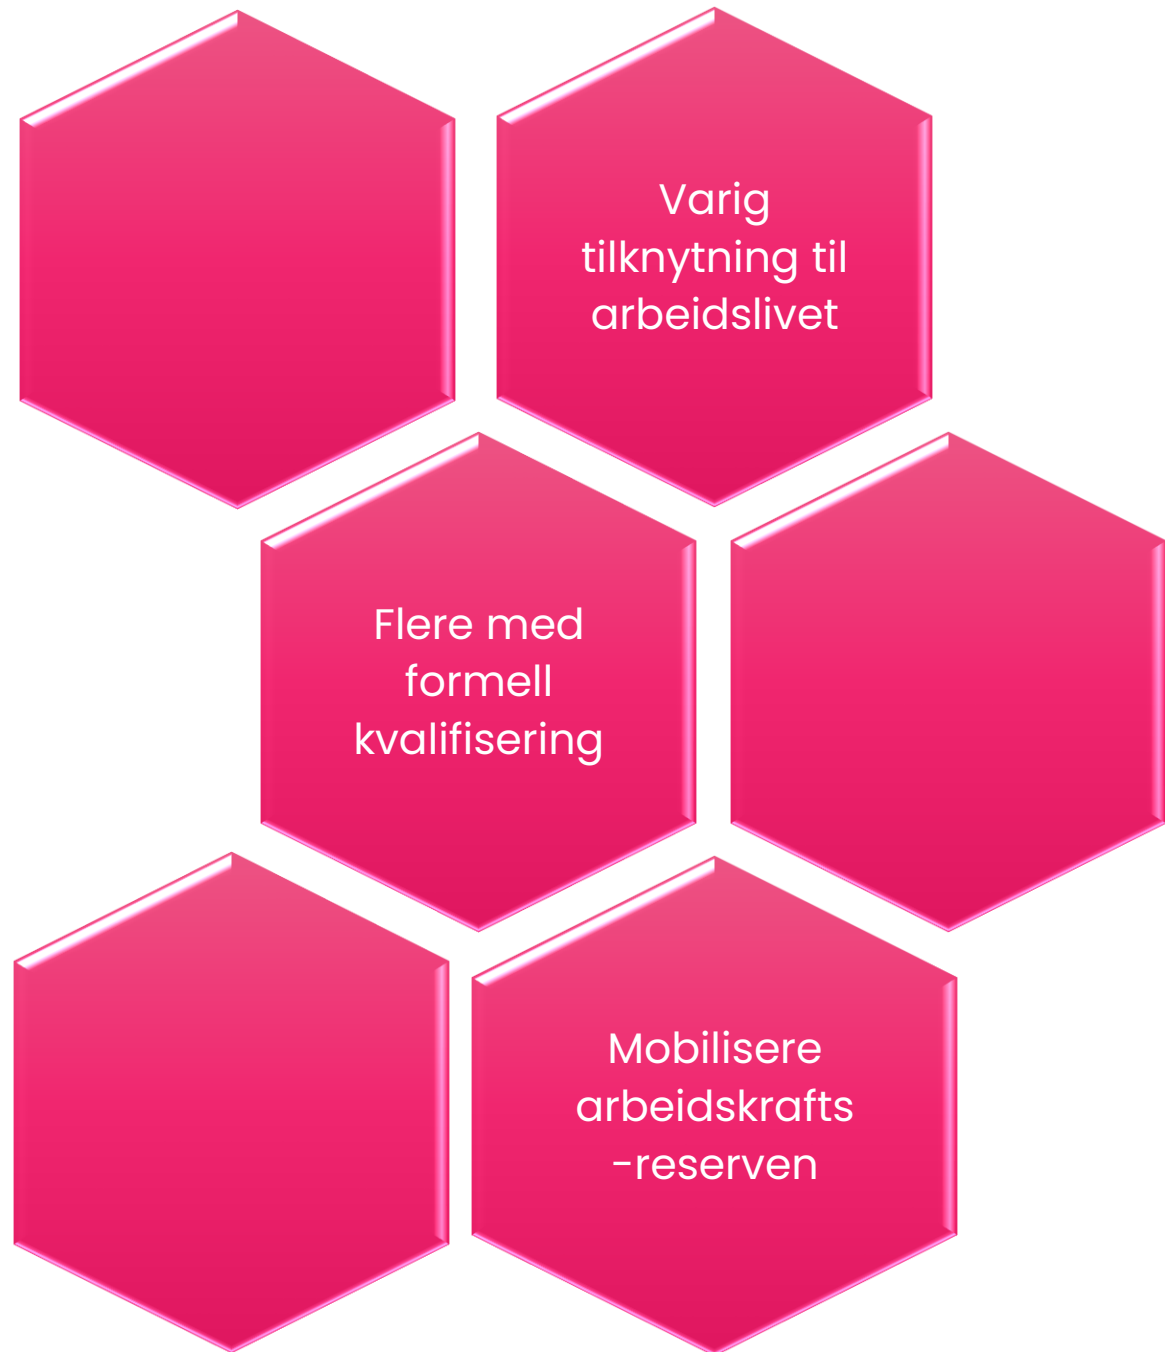 Varig
tilknytning til
arbeidslivet
Flere med
formell
kvalifisering
Mobilisere
arbeidskrafts
-reserven